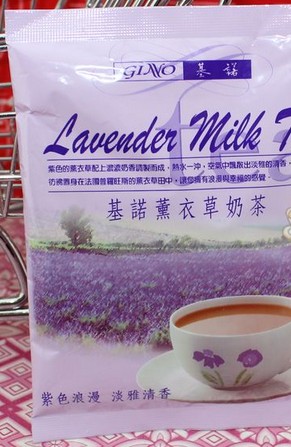 GINO 基諾
Lavender Milk T
紫色的薰衣草配上濃濃奶香調製而成，熱水一沖，空氣中飄散出淡雅的清香，
彷彿置身在法國普羅旺斯的薰衣草田中，讓您擁有浪漫與幸福的感覺
基諾薰衣草奶茶
紫色浪漫 淡雅清香